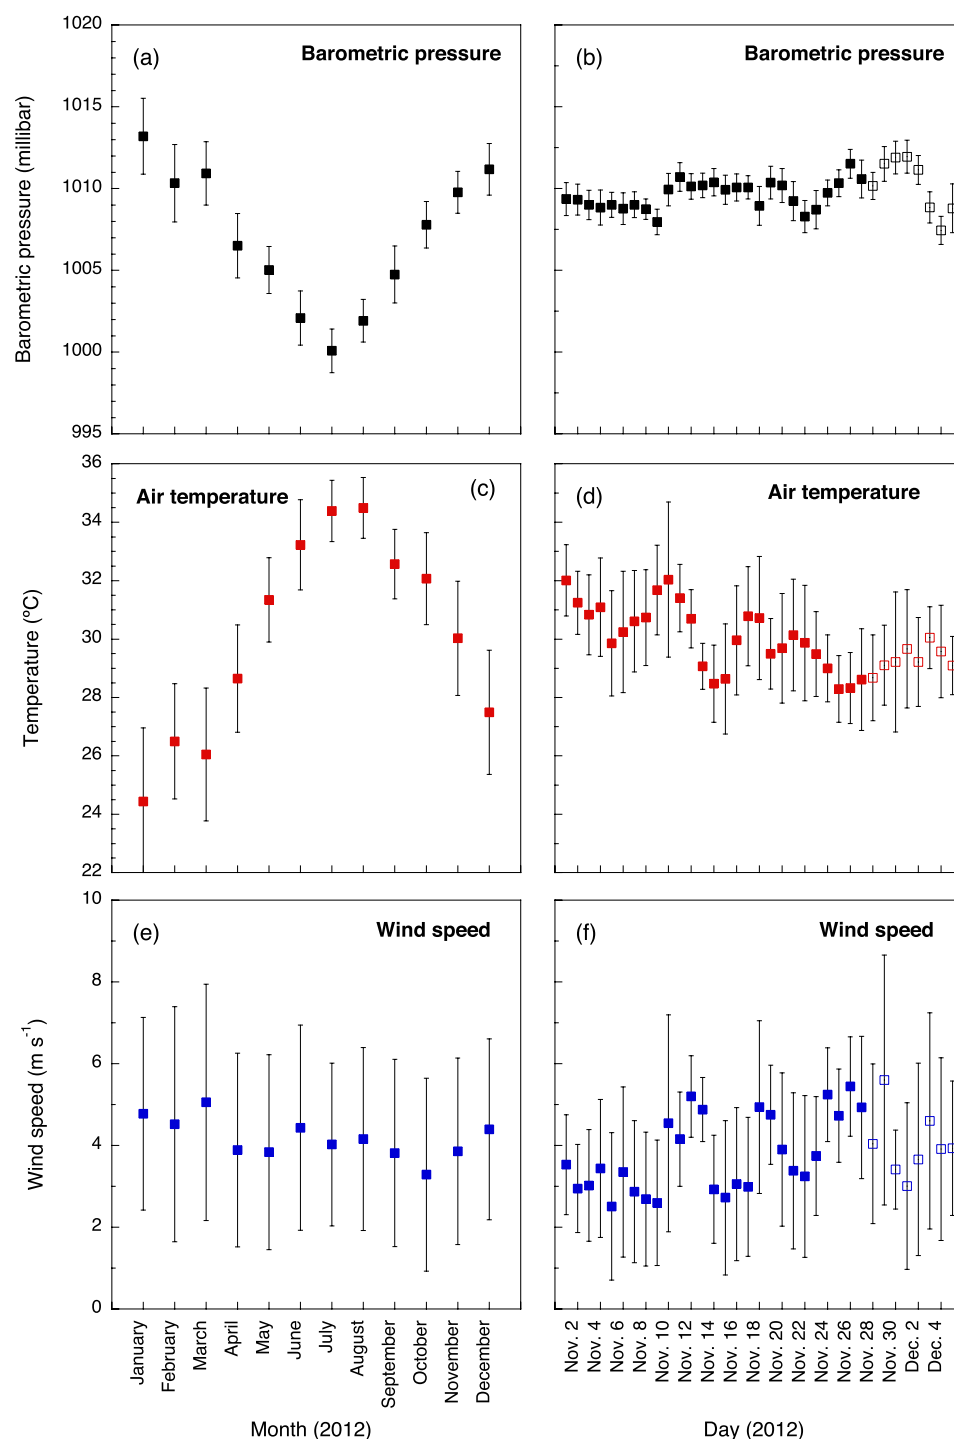 1020
1015
1010
1005
1000
995
Barometric pressure (millibar)
(a)
Barometric pressure
(b)
Barometric pressure
36
34
32
30
28
26
24
22
Temperature (ºC)
Air temperature
(c)
(d)
Air temperature
10
8
6
4
2
0
Wind speed (m s-1)
(e)
Wind speed
(f)
Wind speed
January
February
March
April
May
June
July
August
September
October
November
December
Month (2012)
Nov. 2
Nov. 4
Nov. 6
Nov. 8
Nov. 10
Nov. 12
Nov. 14
Nov. 16
Nov. 18
Nov. 20
Nov. 22
Nov. 24
Nov. 26
Nov. 28
Nov. 30
Dec. 2
Dec. 4
Day (2012)